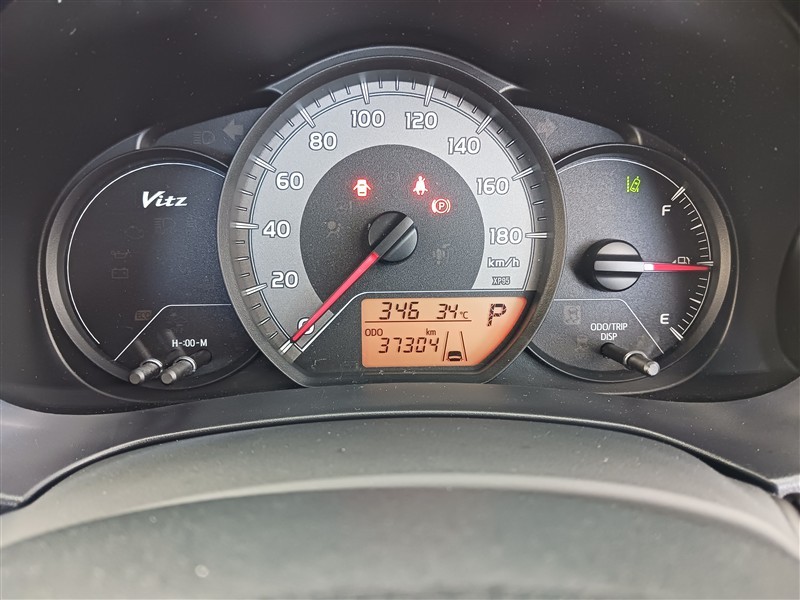 Vitz
H-:00-M
0
20
40
60
80
100
120
140
160
180
km/h
XP85
346 34°C P
ODO km
37304
P
F
E
ODO/TRIP
DISP